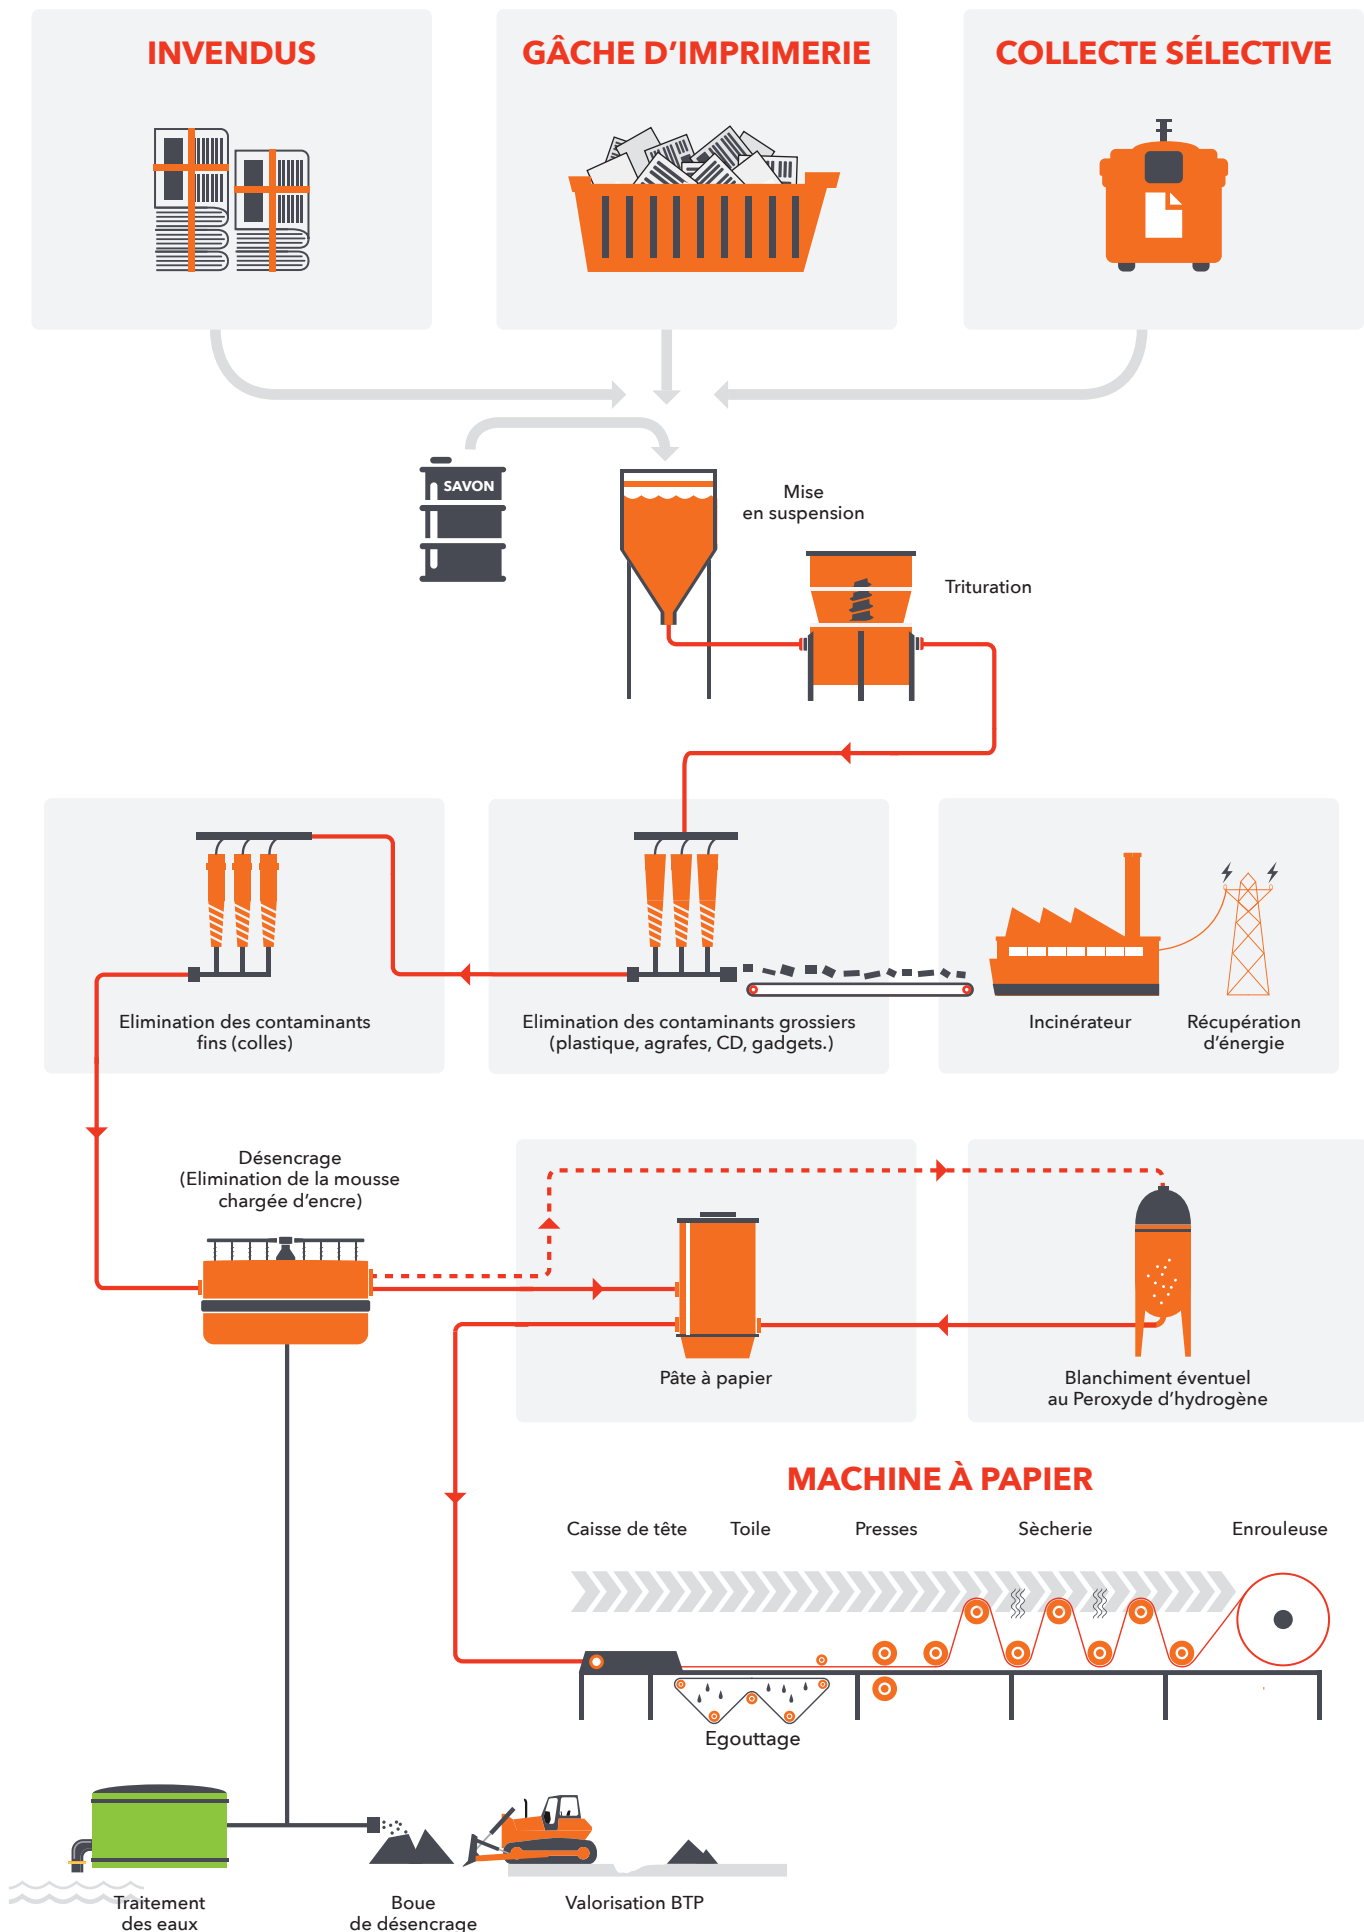 INVENDUS
GÂCHE D’IMPRIMERIE
COLLECTE SÉLECTIVE
SAVON
Mise
en suspension
Trituration
Elimination des contaminants
fins (colles)
Elimination des contaminants grossiers
(plastique, agrafes, CD, gadgets.)
Incinérateur
Récupération
d’énergie
Désencrage
(Elimination de la mousse
chargée d’encre)
Pâte à papier
Blanchiment éventuel
au Peroxyde d’hydrogène
MACHINE À PAPIER
Caisse de tête
Toile
Presses
Sècherie
Enrouleuse
Egouttage
Traitement
des eaux
Boue
de désencrage
Valorisation BTP